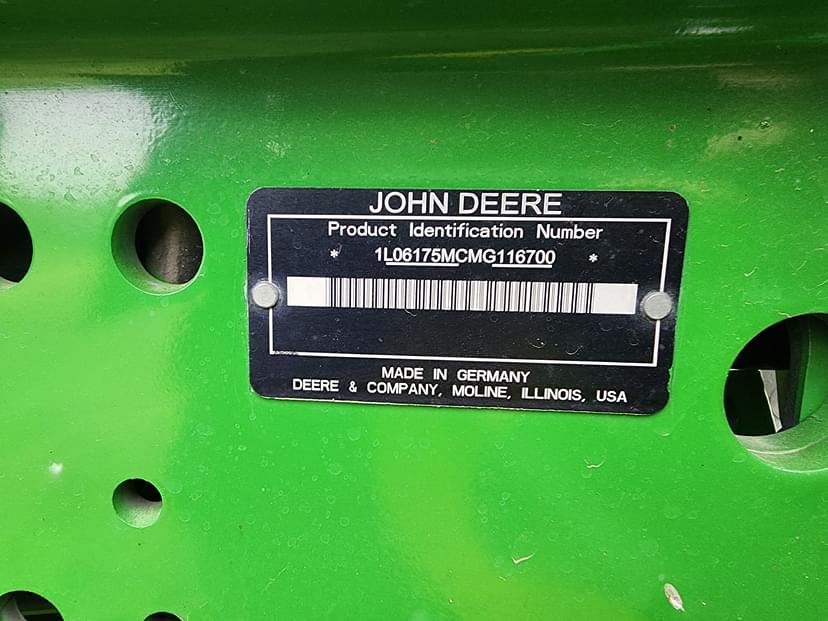 JOHN DEERE
Product Identification Number
* 1L06175MCMG116700 *
MADE IN GERMANY
DEERE & COMPANY, MOLINE, ILLINOIS, USA